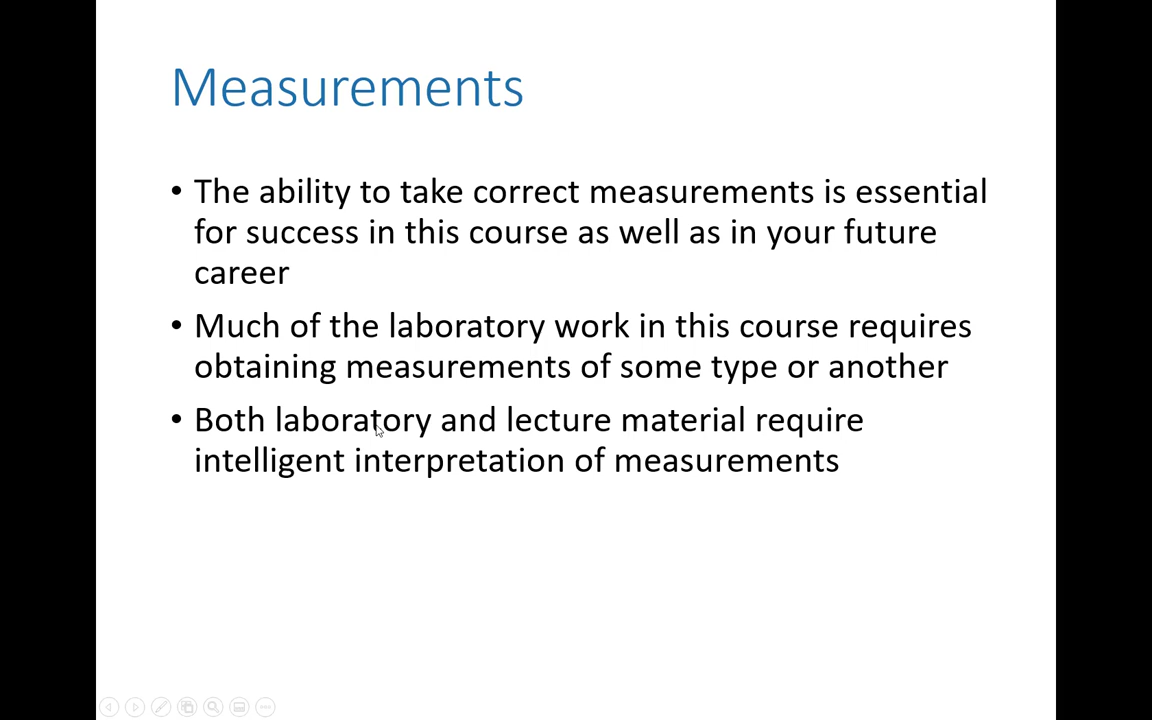 Measurements
• The ability to take correct measurements is essential
for success in this course as well as in your future
career
• Much of the laboratory work in this course requires
obtaining measurements of some type or another
• Both laboratory and lecture material require
intelligent interpretation of measurements